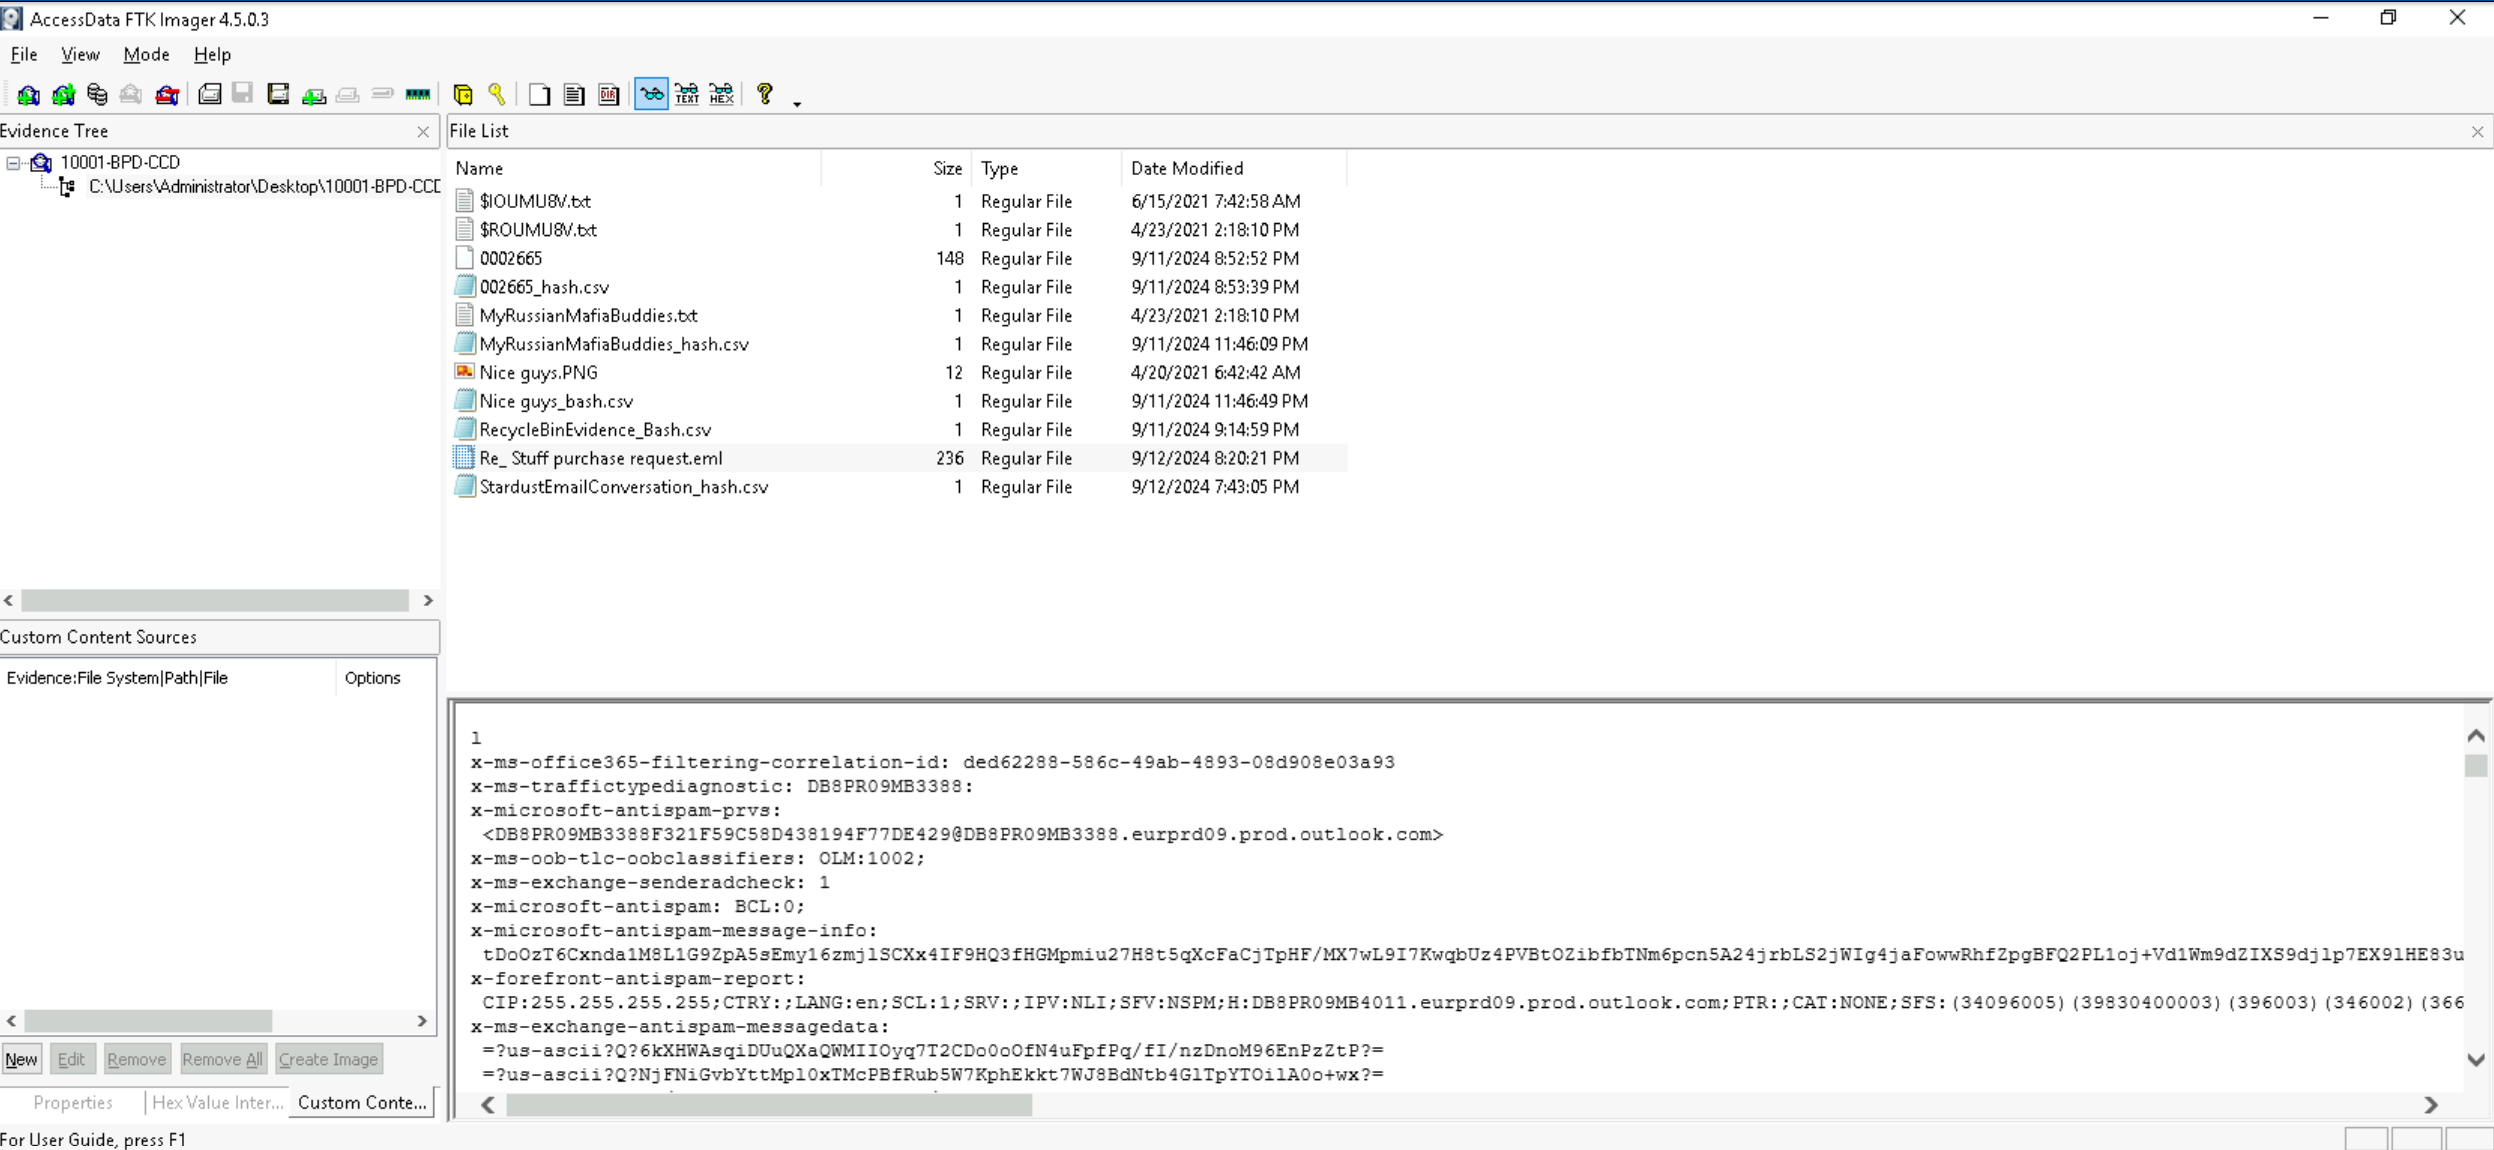 AccessData FTK Imager 4.5.0.3
File View Mode Help
TEXT HEX
Evidence Tree
10001-BPD-CCD
C:\Users\Administrator\Desktop\10001-BPD-CCD
File List
Name Size Type Date Modified
$IOUMU8V.txt 1 Regular File 6/15/2021 7:42:58 AM
$ROUMU8V.txt 1 Regular File 4/23/2021 2:18:10 PM
0002665 148 Regular File 9/11/2024 8:52:52 PM
002665_hash.csv 1 Regular File 9/11/2024 8:53:39 PM
MyRussianMafiaBuddies.txt 1 Regular File 4/23/2021 2:18:10 PM
MyRussianMafiaBuddies_hash.csv 1 Regular File 9/11/2024 11:46:09 PM
Nice guys.PNG 12 Regular File 4/20/2021 6:42:42 AM
Nice guys_bash.csv 1 Regular File 9/11/2024 11:46:49 PM
RecycleBinEvidence_Bash.csv 1 Regular File 9/11/2024 9:14:59 PM
Re_ Stuff purchase request.eml 236 Regular File 9/12/2024 8:20:21 PM
StardustEmailConversation_hash.csv 1 Regular File 9/12/2024 7:43:05 PM
Custom Content Sources
Evidence:File System|Path|File Options
New Edit Remove Remove All Create Image
Properties Hex Value Inter... Custom Conte...
1
x-ms-office365-filtering-correlation-id: ded62288-586c-49ab-4893-08d908e03a93
x-ms-traffictypediagnostic: DB8PR09MB3388:
x-microsoft-antispam-prvs:
<DB8PR09MB3388F321F59C58D438194F77DE429@DB8PR09MB3388.eurprd09.prod.outlook.com>
x-ms-oob-tlc-oobclassifiers: OLM:1002;
x-ms-exchange-senderadcheck: 1
x-microsoft-antispam: BCL:0;
x-microsoft-antispam-message-info:
tDoOzT6Cxnda1M8L1G9ZpA5sEmy16zmjlSCXx4IF9HQ3fHGMpmiu27H8t5qXcFaCjTpHF/MX7wL9I7KwqbUz4PVBtOZibfbTNm6pcn5A24jrbLS2jWIg4jaFowwRhfZpgBFQ2PL1oj+Vd1Wm9dZIXS9djlp7EX9lHE83u
x-forefront-antispam-report:
CIP:255.255.255.255;CTRY:;LANG:en;SCL:1;SRV:;IPV:NLI;SFV:NSPM;H:DB8PR09MB4011.eurprd09.prod.outlook.com;PTR:;CAT:NONE;SFS:(34096005)(39830400003)(396003)(346002)(366
x-ms-exchange-antispam-messagedata:
=?us-ascii?Q?6kXHWAsqiDUuQXaQWMIIOyq7T2CDo0oOfN4uFpfPq/fI/nzDnoM96EnPzZtP?=
=?us-ascii?Q?NjFNiGvbYttMpl0xTMcPBfRub5W7KphEkkt7WJ8BdNtb4GlTpYTOilA0o+wx?=
For User Guide, press F1